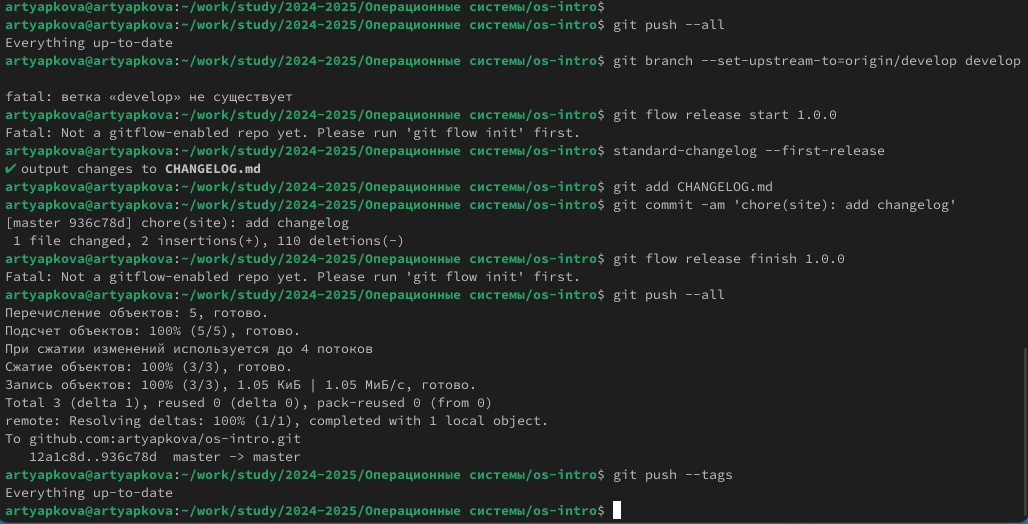 artyapkova@artyapkova:~/work/study/2024-2025/Операционные системы/os-intro$
artyapkova@artyapkova:~/work/study/2024-2025/Операционные системы/os-intro$ git push --all
Everything up-to-date
artyapkova@artyapkova:~/work/study/2024-2025/Операционные системы/os-intro$ git branch --set-upstream-to=origin/develop develop
fatal: ветка «develop» не существует
artyapkova@artyapkova:~/work/study/2024-2025/Операционные системы/os-intro$ git flow release start 1.0.0
Fatal: Not a gitflow-enabled repo yet. Please run 'git flow init' first.
artyapkova@artyapkova:~/work/study/2024-2025/Операционные системы/os-intro$ standard-changelog --first-release
✔ output changes to CHANGELOG.md
artyapkova@artyapkova:~/work/study/2024-2025/Операционные системы/os-intro$ git add CHANGELOG.md
artyapkova@artyapkova:~/work/study/2024-2025/Операционные системы/os-intro$ git commit -am 'chore(site): add changelog'
[master 936c78d] chore(site): add changelog
 1 file changed, 2 insertions(+), 110 deletions(-)
artyapkova@artyapkova:~/work/study/2024-2025/Операционные системы/os-intro$ git flow release finish 1.0.0
Fatal: Not a gitflow-enabled repo yet. Please run 'git flow init' first.
artyapkova@artyapkova:~/work/study/2024-2025/Операционные системы/os-intro$ git push --all
Перечисление объектов: 5, готово.
Подсчет объектов: 100% (5/5), готово.
При сжатии изменений используется до 4 потоков
Сжатие объектов: 100% (3/3), готово.
Запись объектов: 100% (3/3), 1.05 КиБ | 1.05 МиБ/с, готово.
Total 3 (delta 1), reused 0 (delta 0), pack-reused 0 (from 0)
remote: Resolving deltas: 100% (1/1), completed with 1 local object.
To github.com:artyapkova/os-intro.git
   12a1c8d..936c78d  master -> master
artyapkova@artyapkova:~/work/study/2024-2025/Операционные системы/os-intro$ git push --tags
Everything up-to-date
artyapkova@artyapkova:~/work/study/2024-2025/Операционные системы/os-intro$